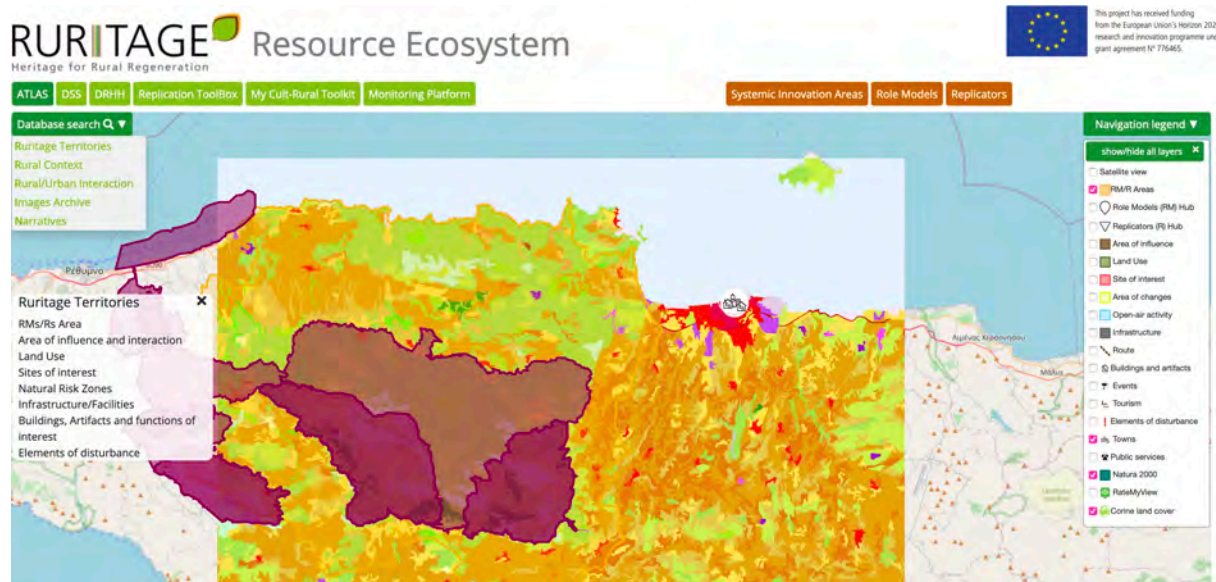 RURITAGE
Heritage for Rural Regeneration
Resource Ecosystem
This project has received funding
from the European Union's Horizon 202
research and innovation programme und
grant agreement N° 776465.
ATLAS DSS DRHH Replication ToolBox My Cult-Rural Toolkit Monitoring Platform
Systemic Innovation Areas Role Models Replicators
Database search
Ruritage Territories
Rural Context
Rural/Urban Interaction
Images Archive
Narratives
Ρέθυμνο
Ruritage Territories
RMs/Rs Area
Area of influence and interaction
Land Use
Sites of interest
Natural Risk Zones
Infrastructure/Facilities
Buildings, Artifacts and functions of
interest
Elements of disturbance
Λιμένας Χερσονήσου
Μάλια
Navigation legend
show/hide all layers
Satellite view
RM/R Areas
Role Models (RM) Hub
Replicators (R) Hub
Area of influence
Land Use
Site of interest
Area of changes
Open-air activity
Infrastructure
Route
Buildings and artifacts
Events
Tourism
Elements of disturbance
Towns
Public services
Natura 2000
RateMyView
Corine land cover